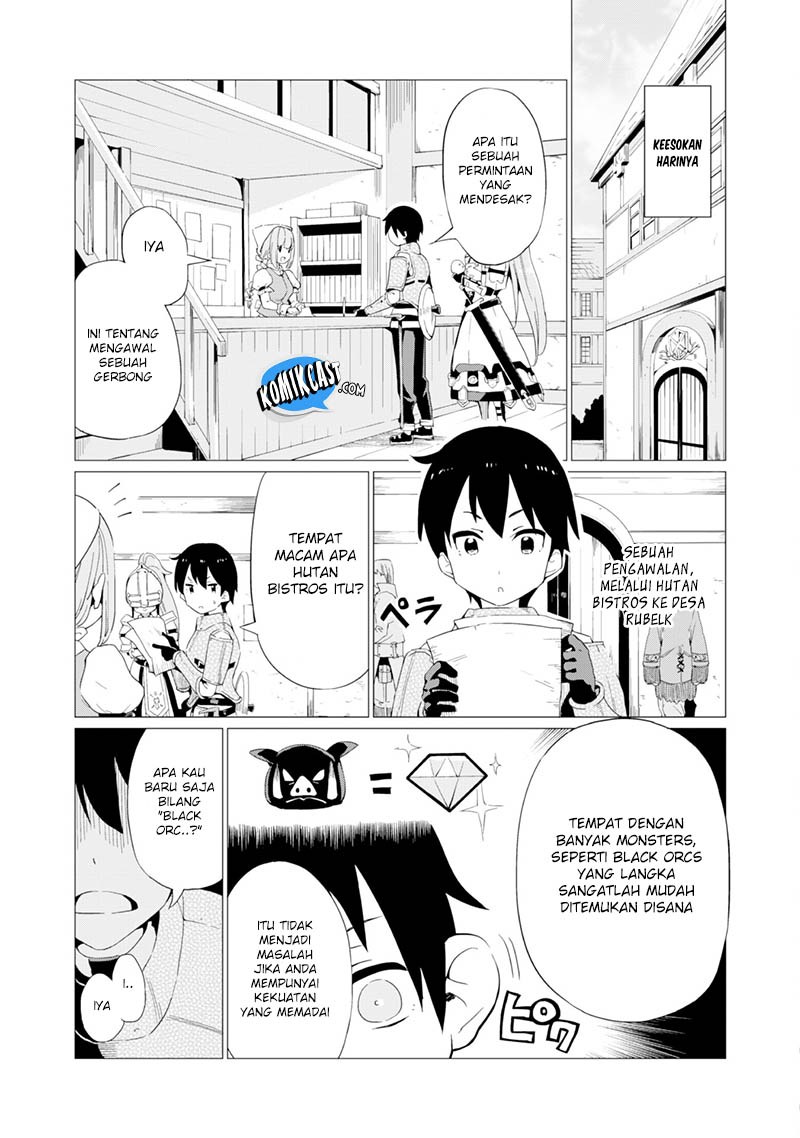 KEESOKAN
HARINYA
APA ITU
SEBUAH
PERMINTAAN
YANG
MENDESAK?
IYA
INI TENTANG
MENGAWAL
SEBUAH
GERBONG
KOMIKCAST.COM
SEBUAH
PENGAWALAN,
MELALUI HUTAN
BISTROS KE DESA
RUBELK
ペラ
TEMPAT
MACAM APA
HUTAN
BISTROS ITU?
TEMPAT DENGAN
BANYAK MONSTERS,
SEPERTI BLACK ORCS
YANG LANGKA
SANGATLAH MUDAH
DITEMUKAN DISANA
=
ピク
ITU TIDAK
MENJADI
MASALAH
JIKA ANDA
MEMPUNYAI
KEKUATAN
YANG MEMADAI
APA KAU
BARU SAJA
BILANG
"BLACK
ORC..?"
I..
IYA